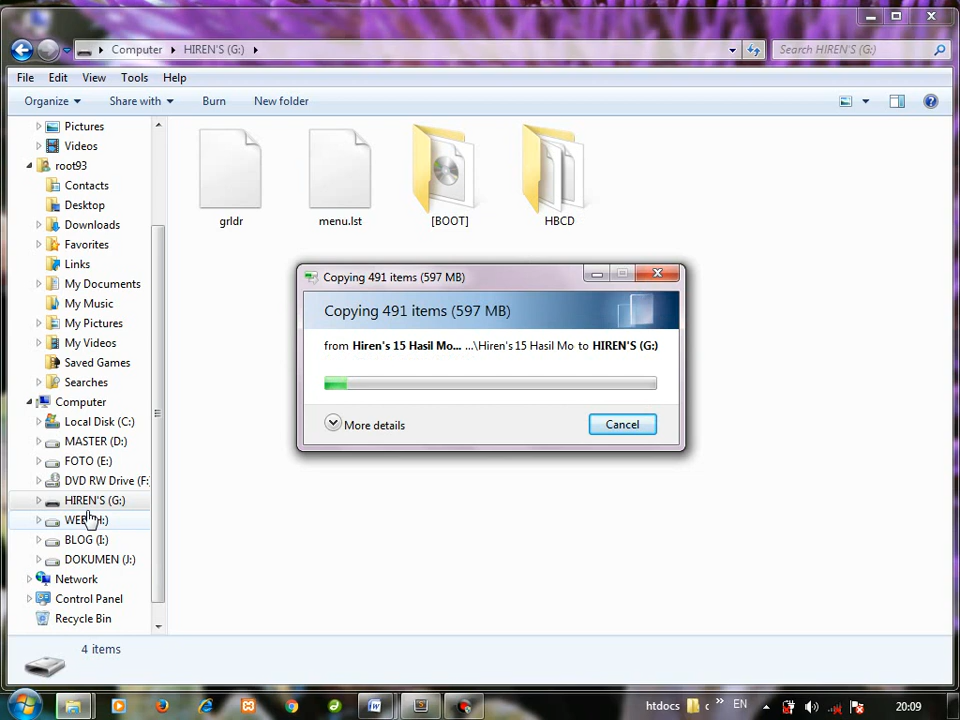 Computer HIREN'S (G:)
Search HIREN'S (G:)
File Edit View Tools Help
Organize Share with Burn New folder
Pictures
Videos
root93
Contacts
Desktop
Downloads
Favorites
Links
My Documents
My Music
My Pictures
My Videos
Saved Games
Searches
Computer
Local Disk (C:)
MASTER (D:)
FOTO (E:)
DVD RW Drive (F:
HIREN'S (G:)
BLOG (I:)
DOKUMEN (J:)
Network
Control Panel
Recycle Bin
grldr
menu.lst
[BOOT]
HBCD
Copying 491 items (597 MB)
Copying 491 items (597 MB)
from Hiren's 15 Hasil Mo... ...\Hiren's 15 Hasil Mo to HIREN'S (G:)
More details
Cancel
4 items
htdocs
EN
20:09